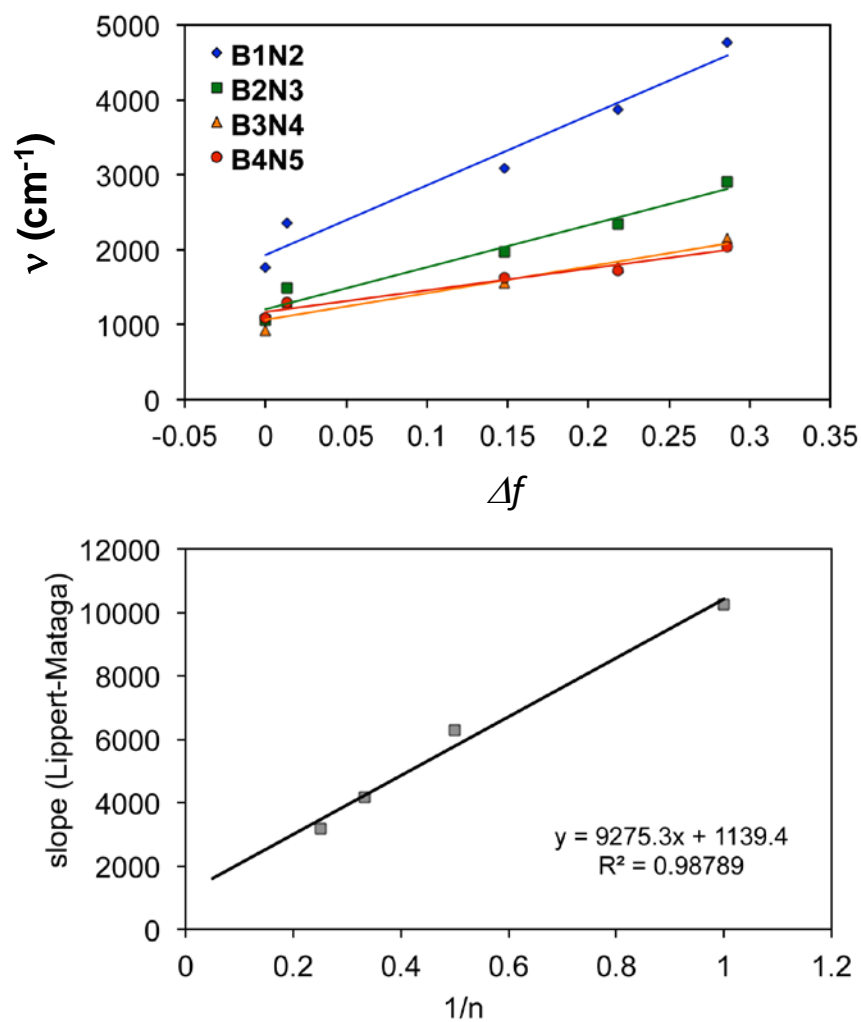 5000
4000
3000
2000
1000
0
B1N2
B2N3
B3N4
B4N5
ν (cm-1)
-0.05 0 0.05 0.1 0.15 0.2 0.25 0.3 0.35
Δf
12000
10000
8000
6000
4000
2000
0
slope (Lippert-Mataga)
y = 9275.3x + 1139.4
R² = 0.98789
0 0.2 0.4 0.6 0.8 1 1.2
1/n